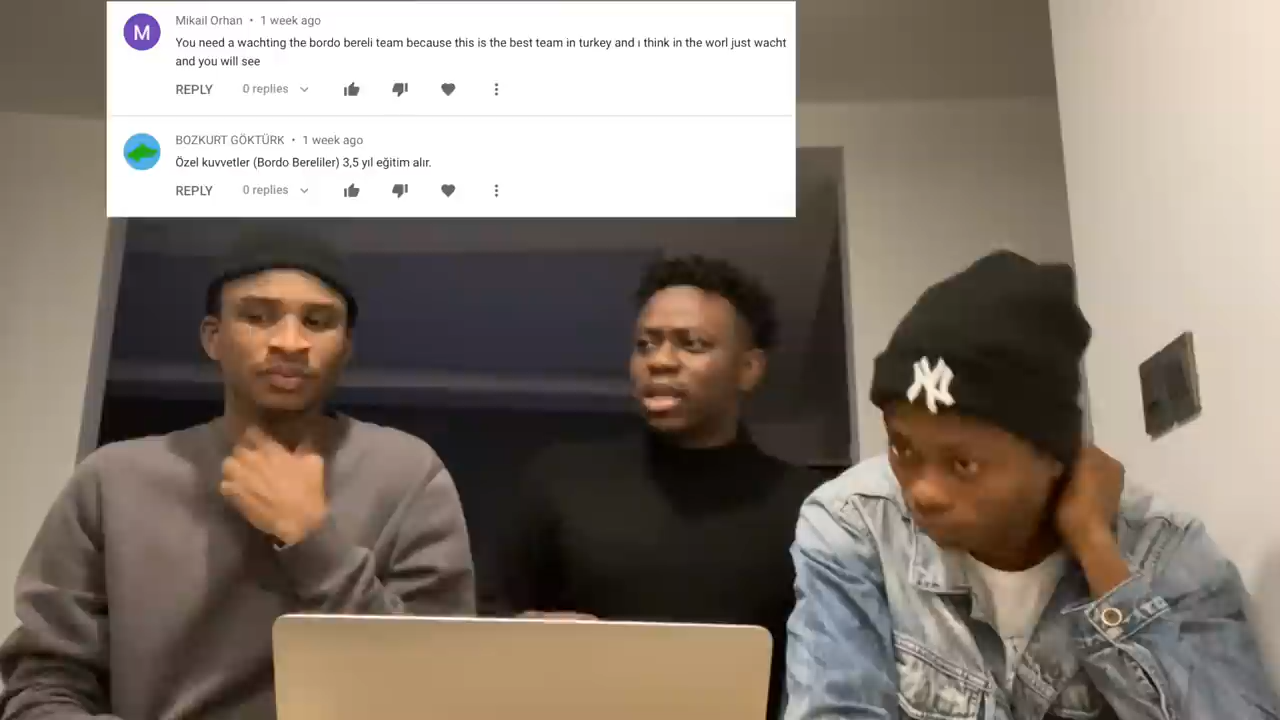 M
Mikail Orhan • 1 week ago
You need a wachting the bordo bereli team because this is the best team in turkey and ı think in the worl just wacht
and you will see
REPLY 0 replies
BOZKURT GÖKTÜRK • 1 week ago
Özel kuvvetler (Bordo Bereliler) 3,5 yıl eğitim alır.
REPLY 0 replies
NY